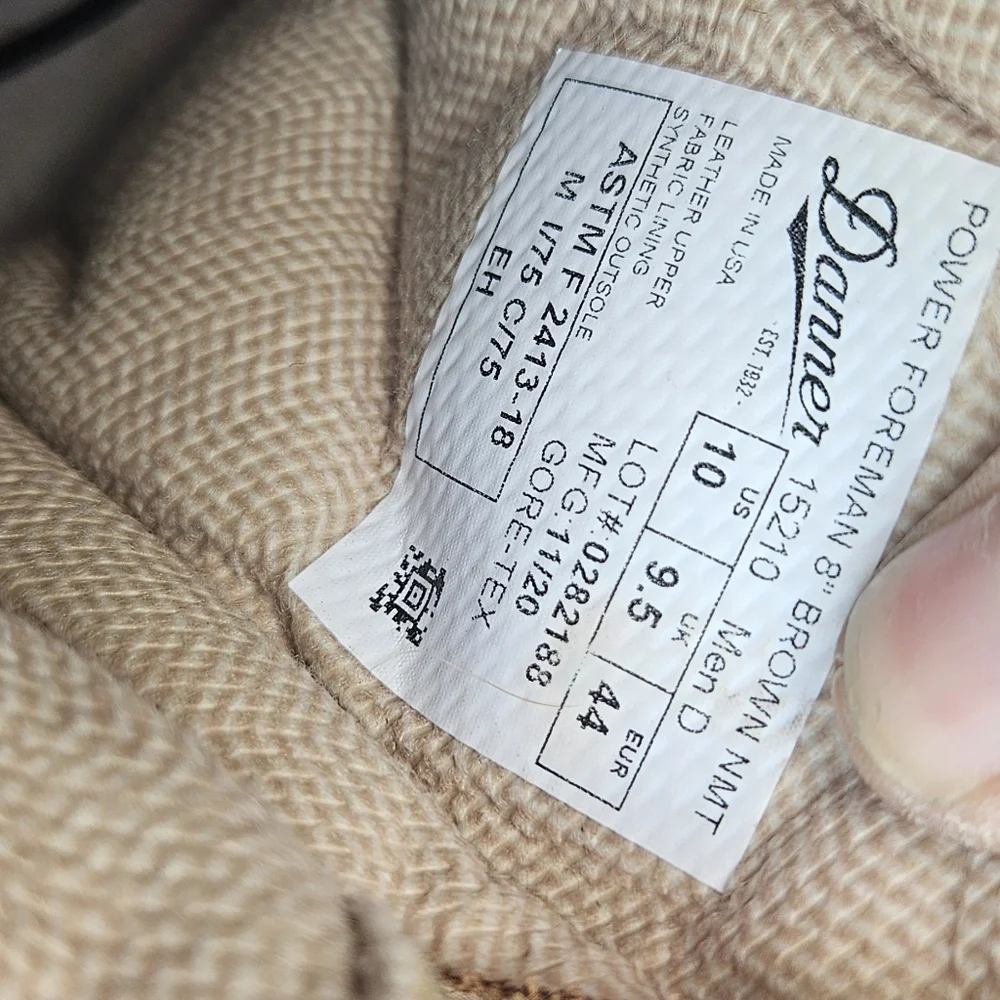 POWER FOREMAN 8" BROWN NMT
Danner 15210 Men D
EST. 1932
US UK EUR
10 9.5 44
MADE IN USA
LEATHER UPPER
FABRIC LINING
SYNTHETIC OUTSOLE
LOT# 0282188
MFG:11/20
GORE-TEX
ASTM F 2413-18
M I/75 C/75
EH